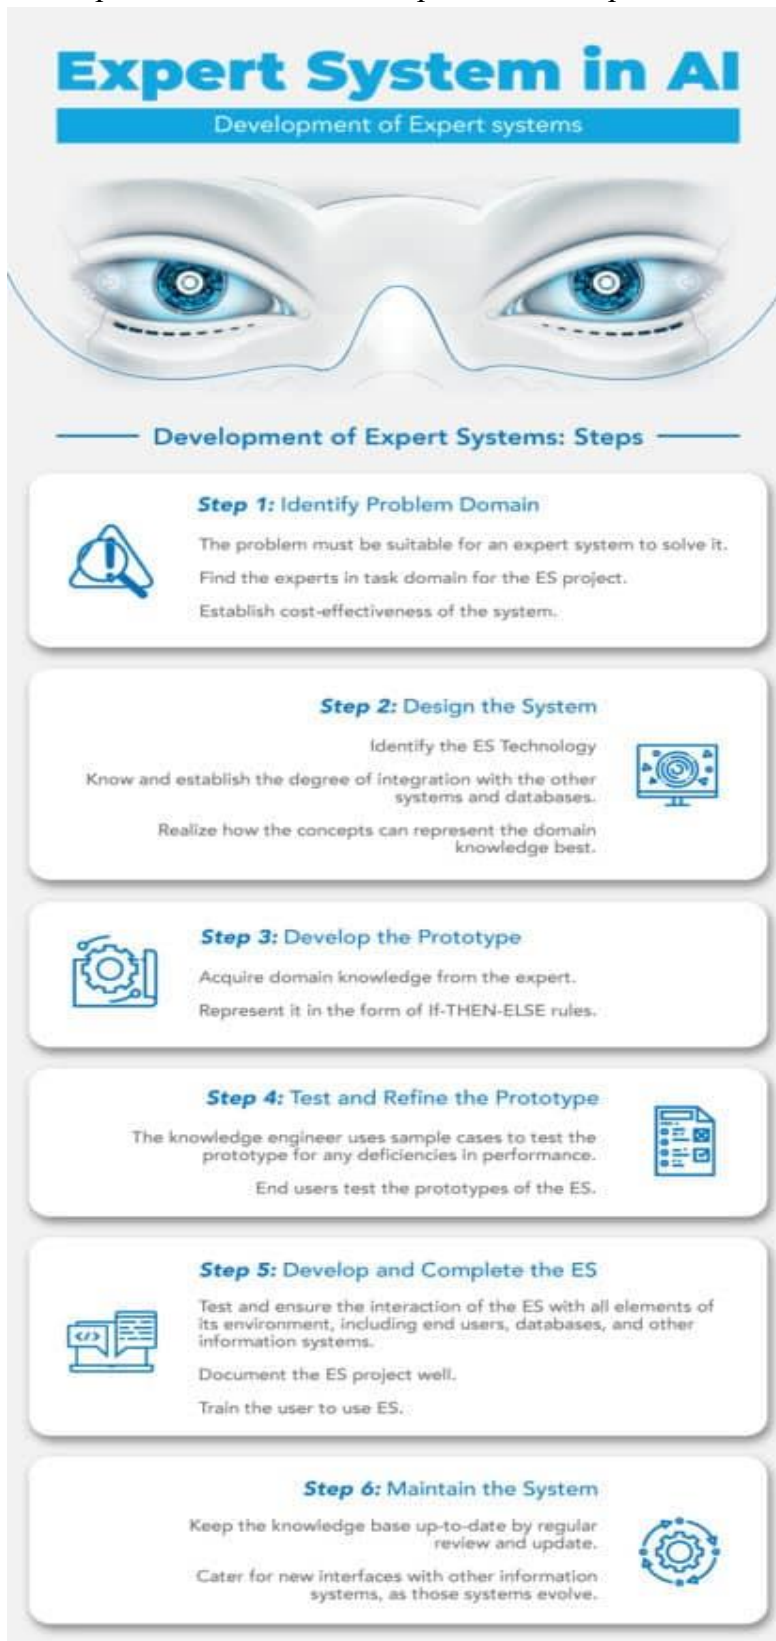 Expert System in AI
Development of Expert systems
Development of Expert Systems: Steps
Step 1: Identify Problem Domain
The problem must be suitable for an expert system to solve it.
Find the experts in task domain for the ES project.
Establish cost-effectiveness of the system.
Step 2: Design the System
Identify the ES Technology
Know and establish the degree of integration with the other
systems and databases.
Realize how the concepts can represent the domain
knowledge best.
Step 3: Develop the Prototype
Acquire domain knowledge from the expert.
Represent it in the form of If-THEN-ELSE rules.
Step 4: Test and Refine the Prototype
The knowledge engineer uses sample cases to test the
prototype for any deficiencies in performance.
End users test the prototypes of the ES.
Step 5: Develop and Complete the ES
Test and ensure the interaction of the ES with all elements of
its environment, including end users, databases, and other
information systems.
Document the ES project well.
Train the user to use ES.
Step 6: Maintain the System
Keep the knowledge base up-to-date by regular
review and update.
Cater for new interfaces with other information
systems, as those systems evolve.